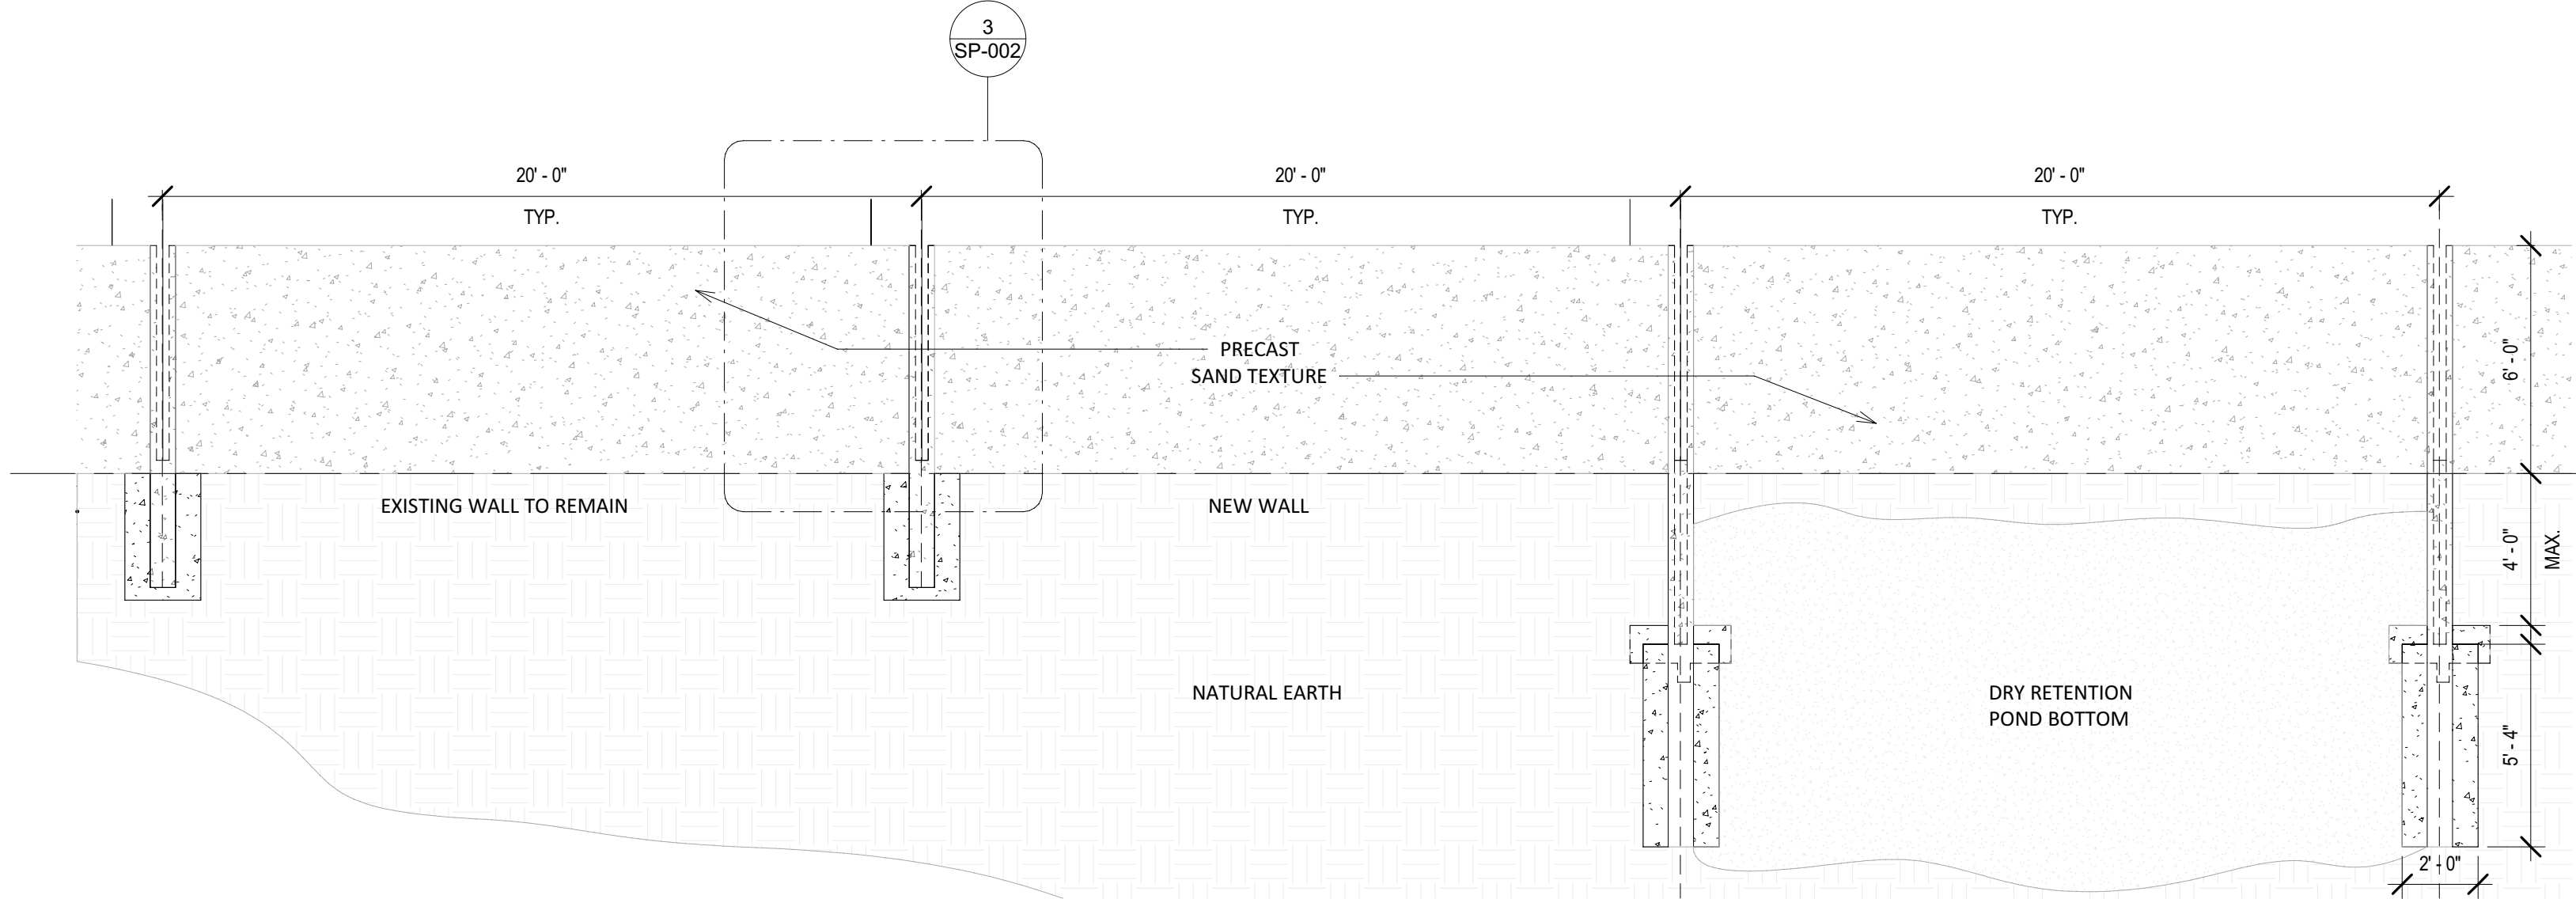 3
SP-002
20' - 0"
20' - 0"
20' - 0"
TYP.
TYP.
TYP.
PRECAST
SAND TEXTURE
6' - 0"
EXISTING WALL TO REMAIN
NEW WALL
4' - 0"
MAX.
NATURAL EARTH
DRY RETENTION
POND BOTTOM
5' - 4"
2' - 0"